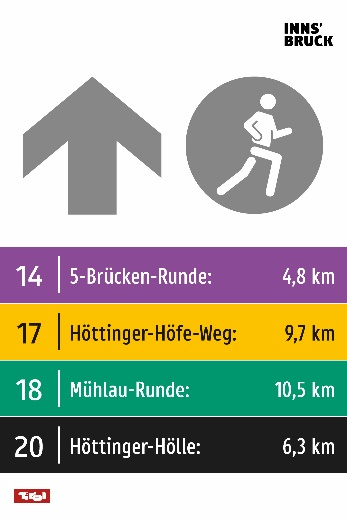 INNS'
BRUCK
14 5-Brücken-Runde: 4,8 km
17 Höttinger-Höfe-Weg: 9,7 km
18 Mühlau-Runde: 10,5 km
20 Höttinger-Hölle: 6,3 km
Tirol